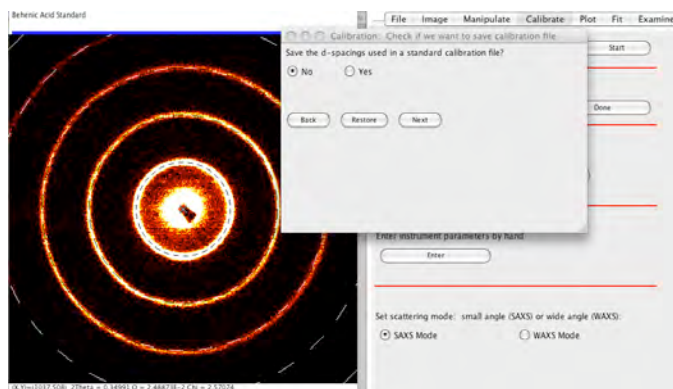 Behenic Acid Standard
File Image Manipulate Calibrate Plot Fit Examine
Calibration: Check if we want to save calibration file
Save the d-spacings used in a standard calibration file?
No Yes
Start
Done
Back Restore Next
Enter instrument parameters by hand
Enter
Set scattering mode: small angle (SAXS) or wide angle (WAXS):
SAXS Mode WAXS Mode